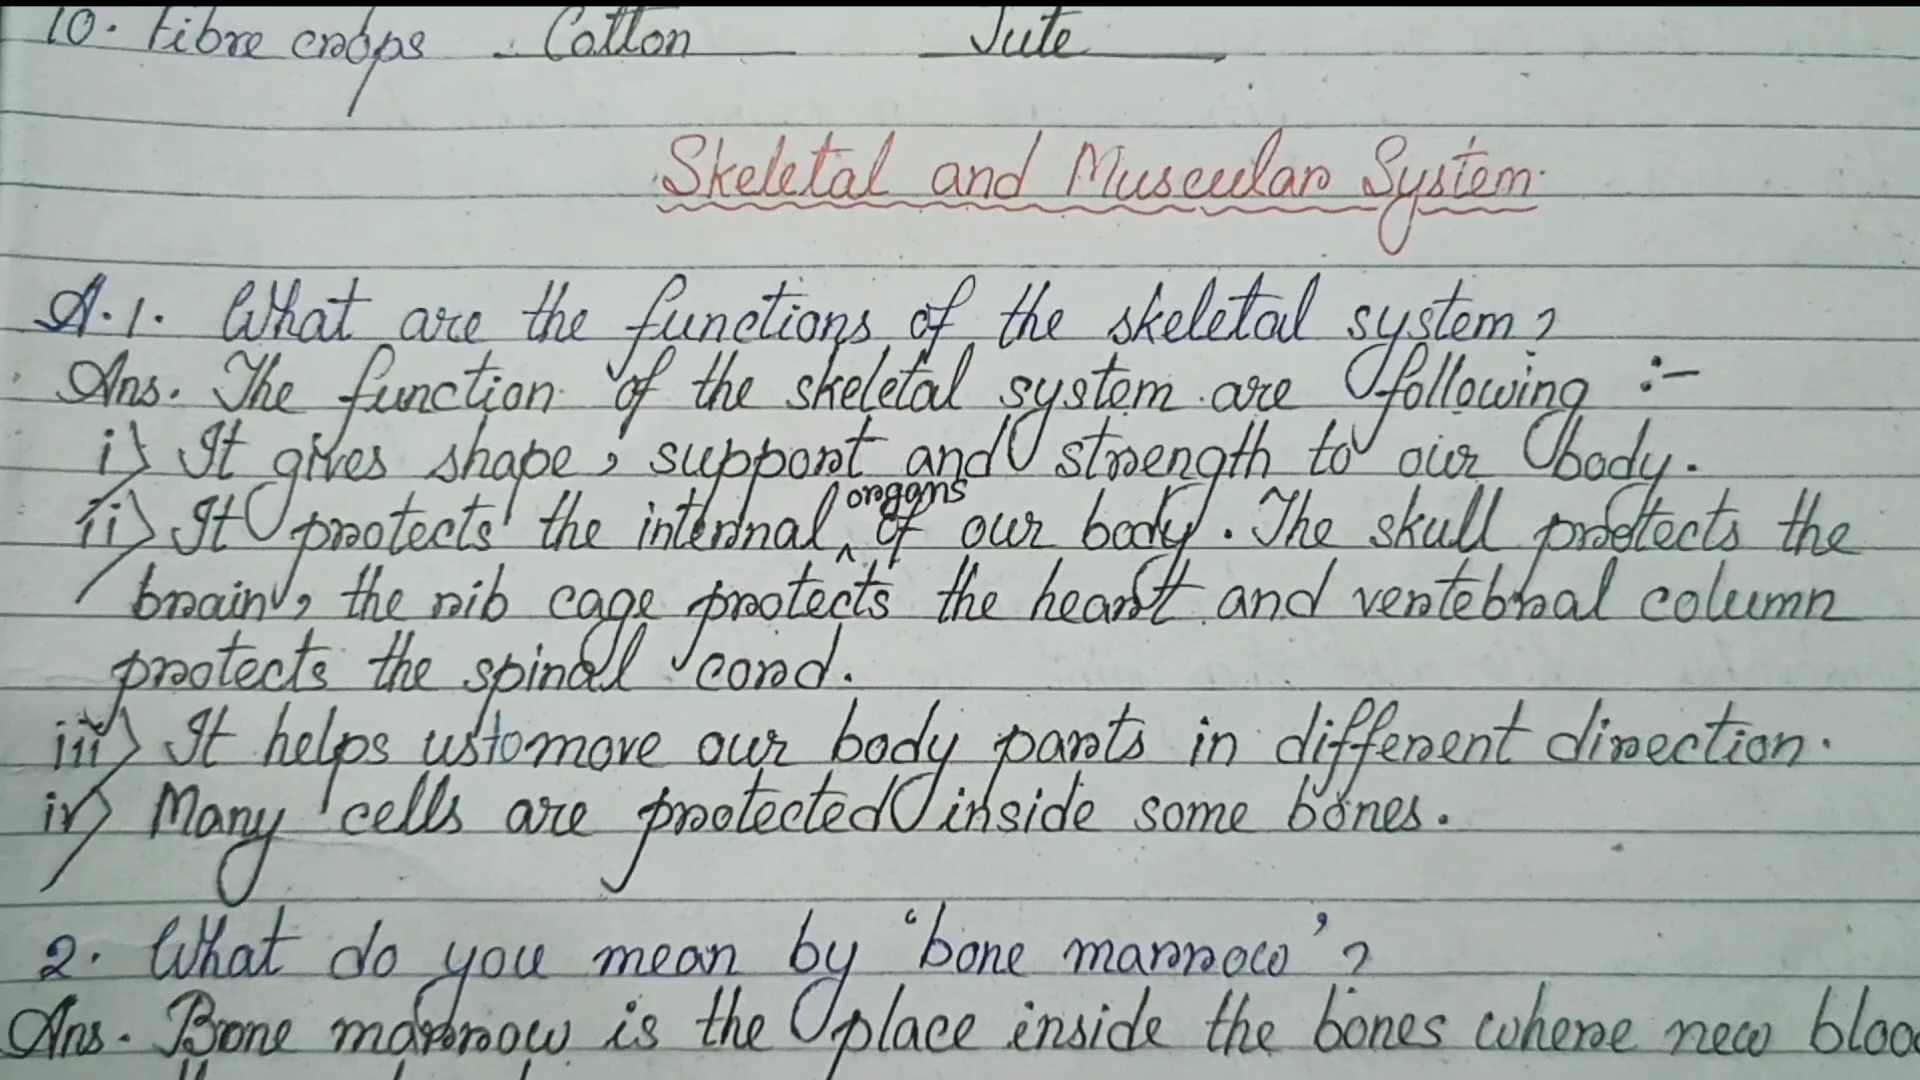 10. Fibre crops - Cotton Jute
Skeletal and Muscular System
A.1. What are the functions of the skeletal system?
Ans. The function of the skeletal system are following :-
i) It gives shape, support and strength to our body.
ii) It protects the internal organs of our body. The skull protects the
brain, the rib cage protects the heart and vertebral column
protects the spinal cord.
iii) It helps us to move our body parts in different direction.
iv) Many cells are protected inside some bones.
2. What do you mean by 'bone marrow'?
Ans. Bone marrow is the place inside the bones where new bloo